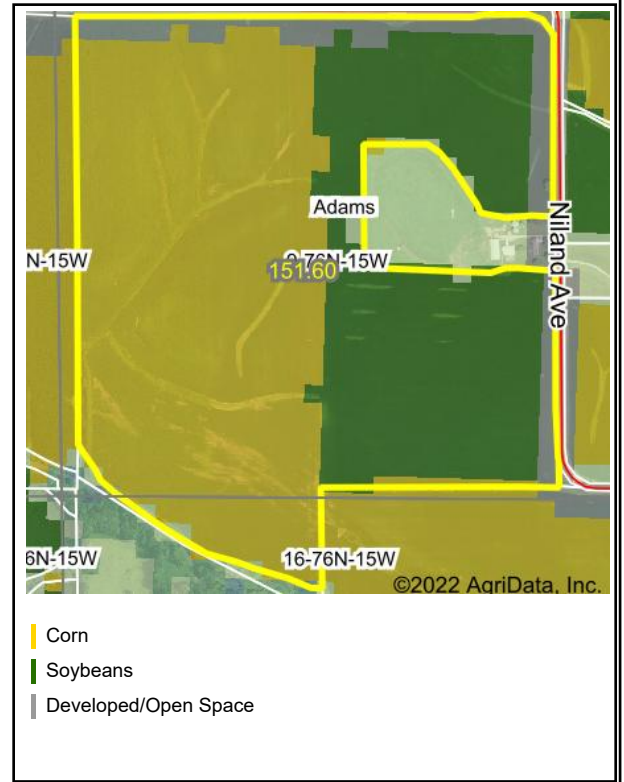 Adams
N-15W
9-76N-15W
151.60
Niland Ave
6N-15W
16-76N-15W
©2022 AgriData, Inc.
Corn
Soybeans
Developed/Open Space